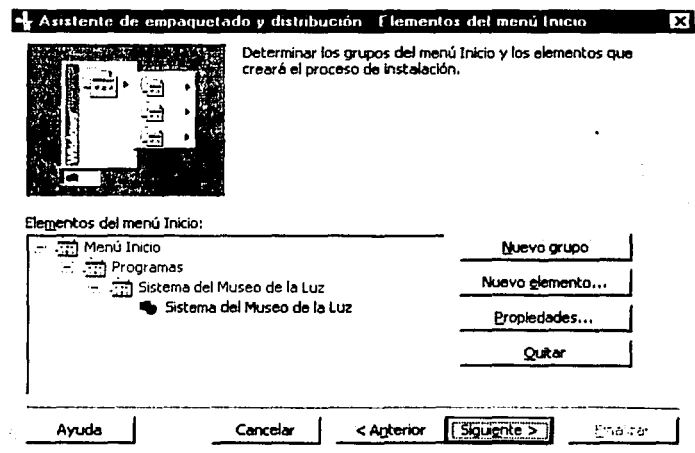 Asistente de empaquetado y distribución Elementos del menú Inicio
Determinar los grupos del menú Inicio y los elementos que
creará el proceso de instalación.
Elementos del menú Inicio:
Menú Inicio
Programas
Sistema del Museo de la Luz
Sistema del Museo de la Luz
Nuevo grupo
Nuevo elemento...
Propiedades...
Quitar
Ayuda
Cancelar
< Anterior
Siguiente >
Finalizar